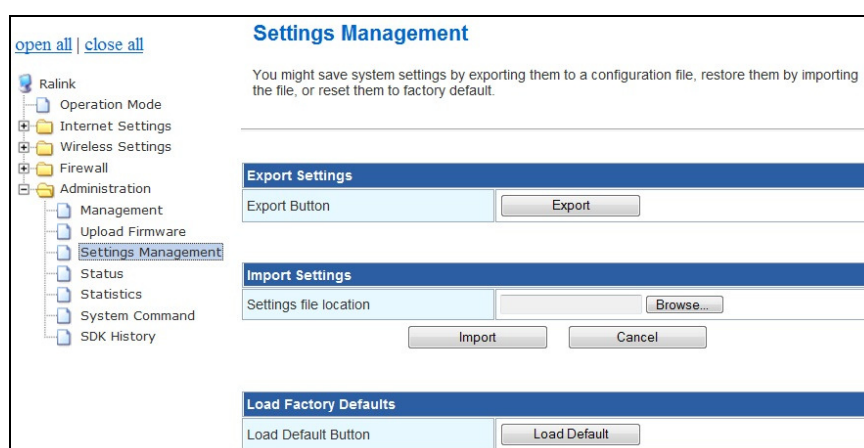 open all | close all
Ralink
Operation Mode
Internet Settings
Wireless Settings
Firewall
Administration
Management
Upload Firmware
Settings Management
Status
Statistics
System Command
SDK History
Settings Management
You might save system settings by exporting them to a configuration file, restore them by importing
the file, or reset them to factory default.
Export Settings
Export Button Export
Import Settings
Settings file location Browse...
Import Cancel
Load Factory Defaults
Load Default Button Load Default